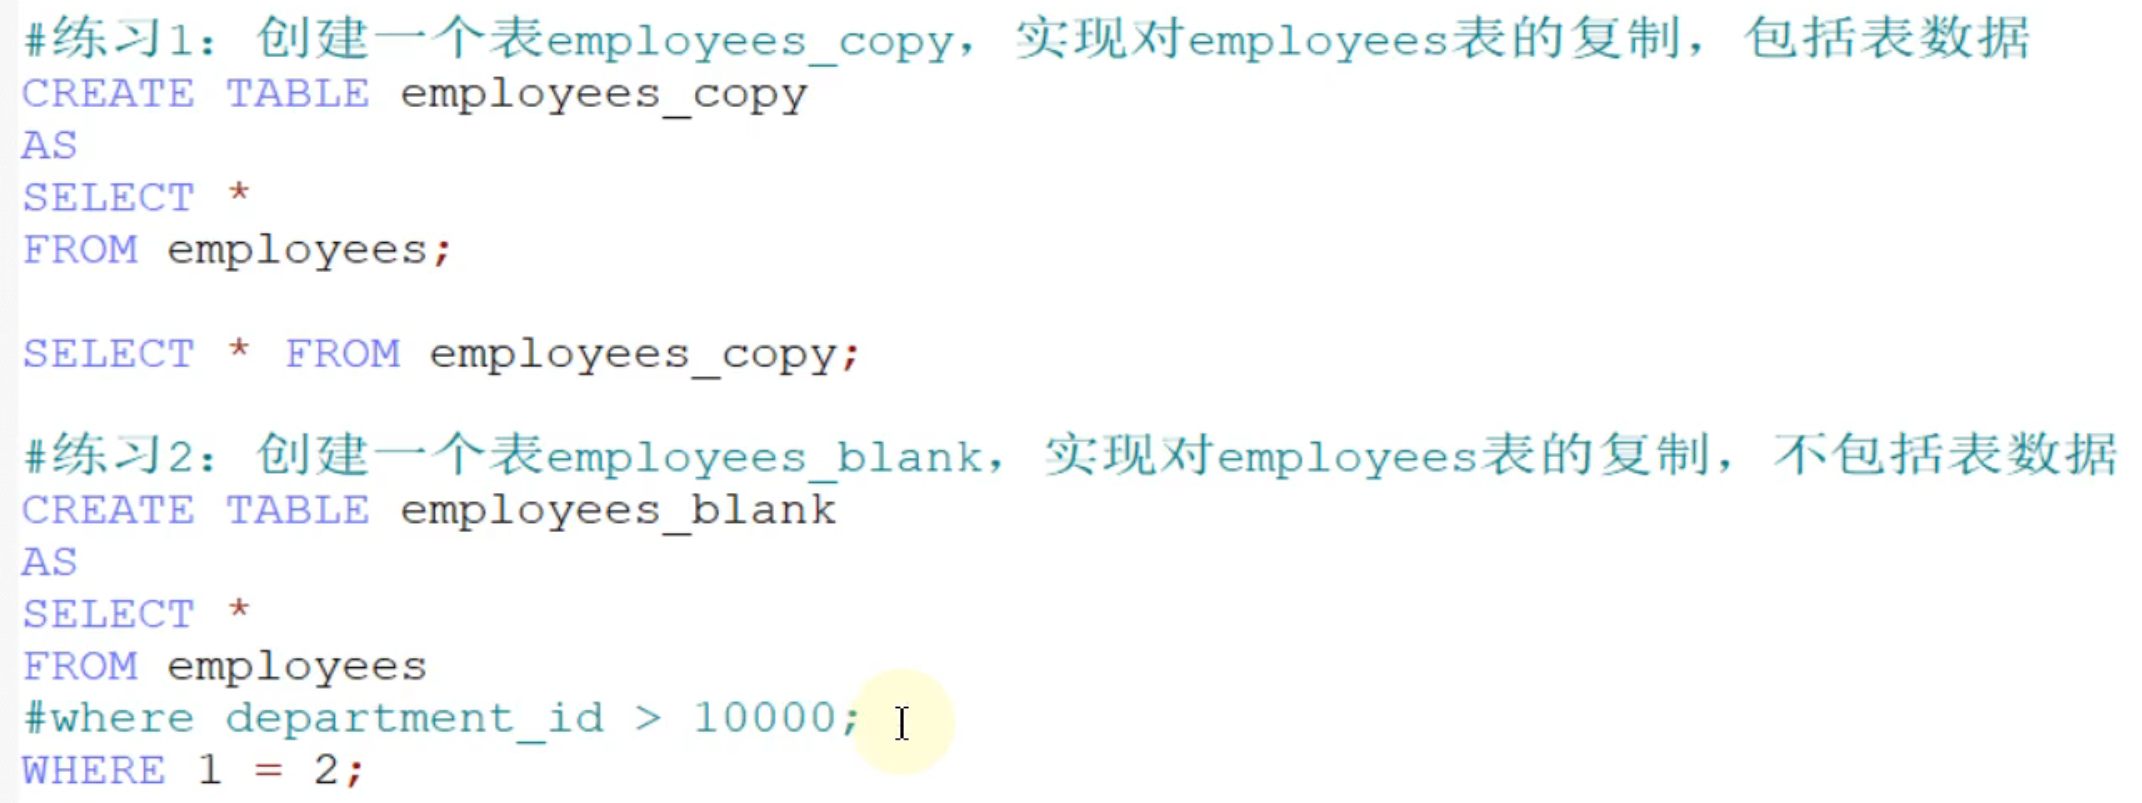 #练习1：创建一个表employees_copy，实现对employees表的复制，包括表数据
CREATE TABLE employees_copy
AS
SELECT *
FROM employees;
SELECT * FROM employees_copy;
#练习2：创建一个表employees_blank，实现对employees表的复制，不包括表数据
CREATE TABLE employees_blank
AS
SELECT *
FROM employees
#where department_id > 10000;
WHERE 1 = 2;